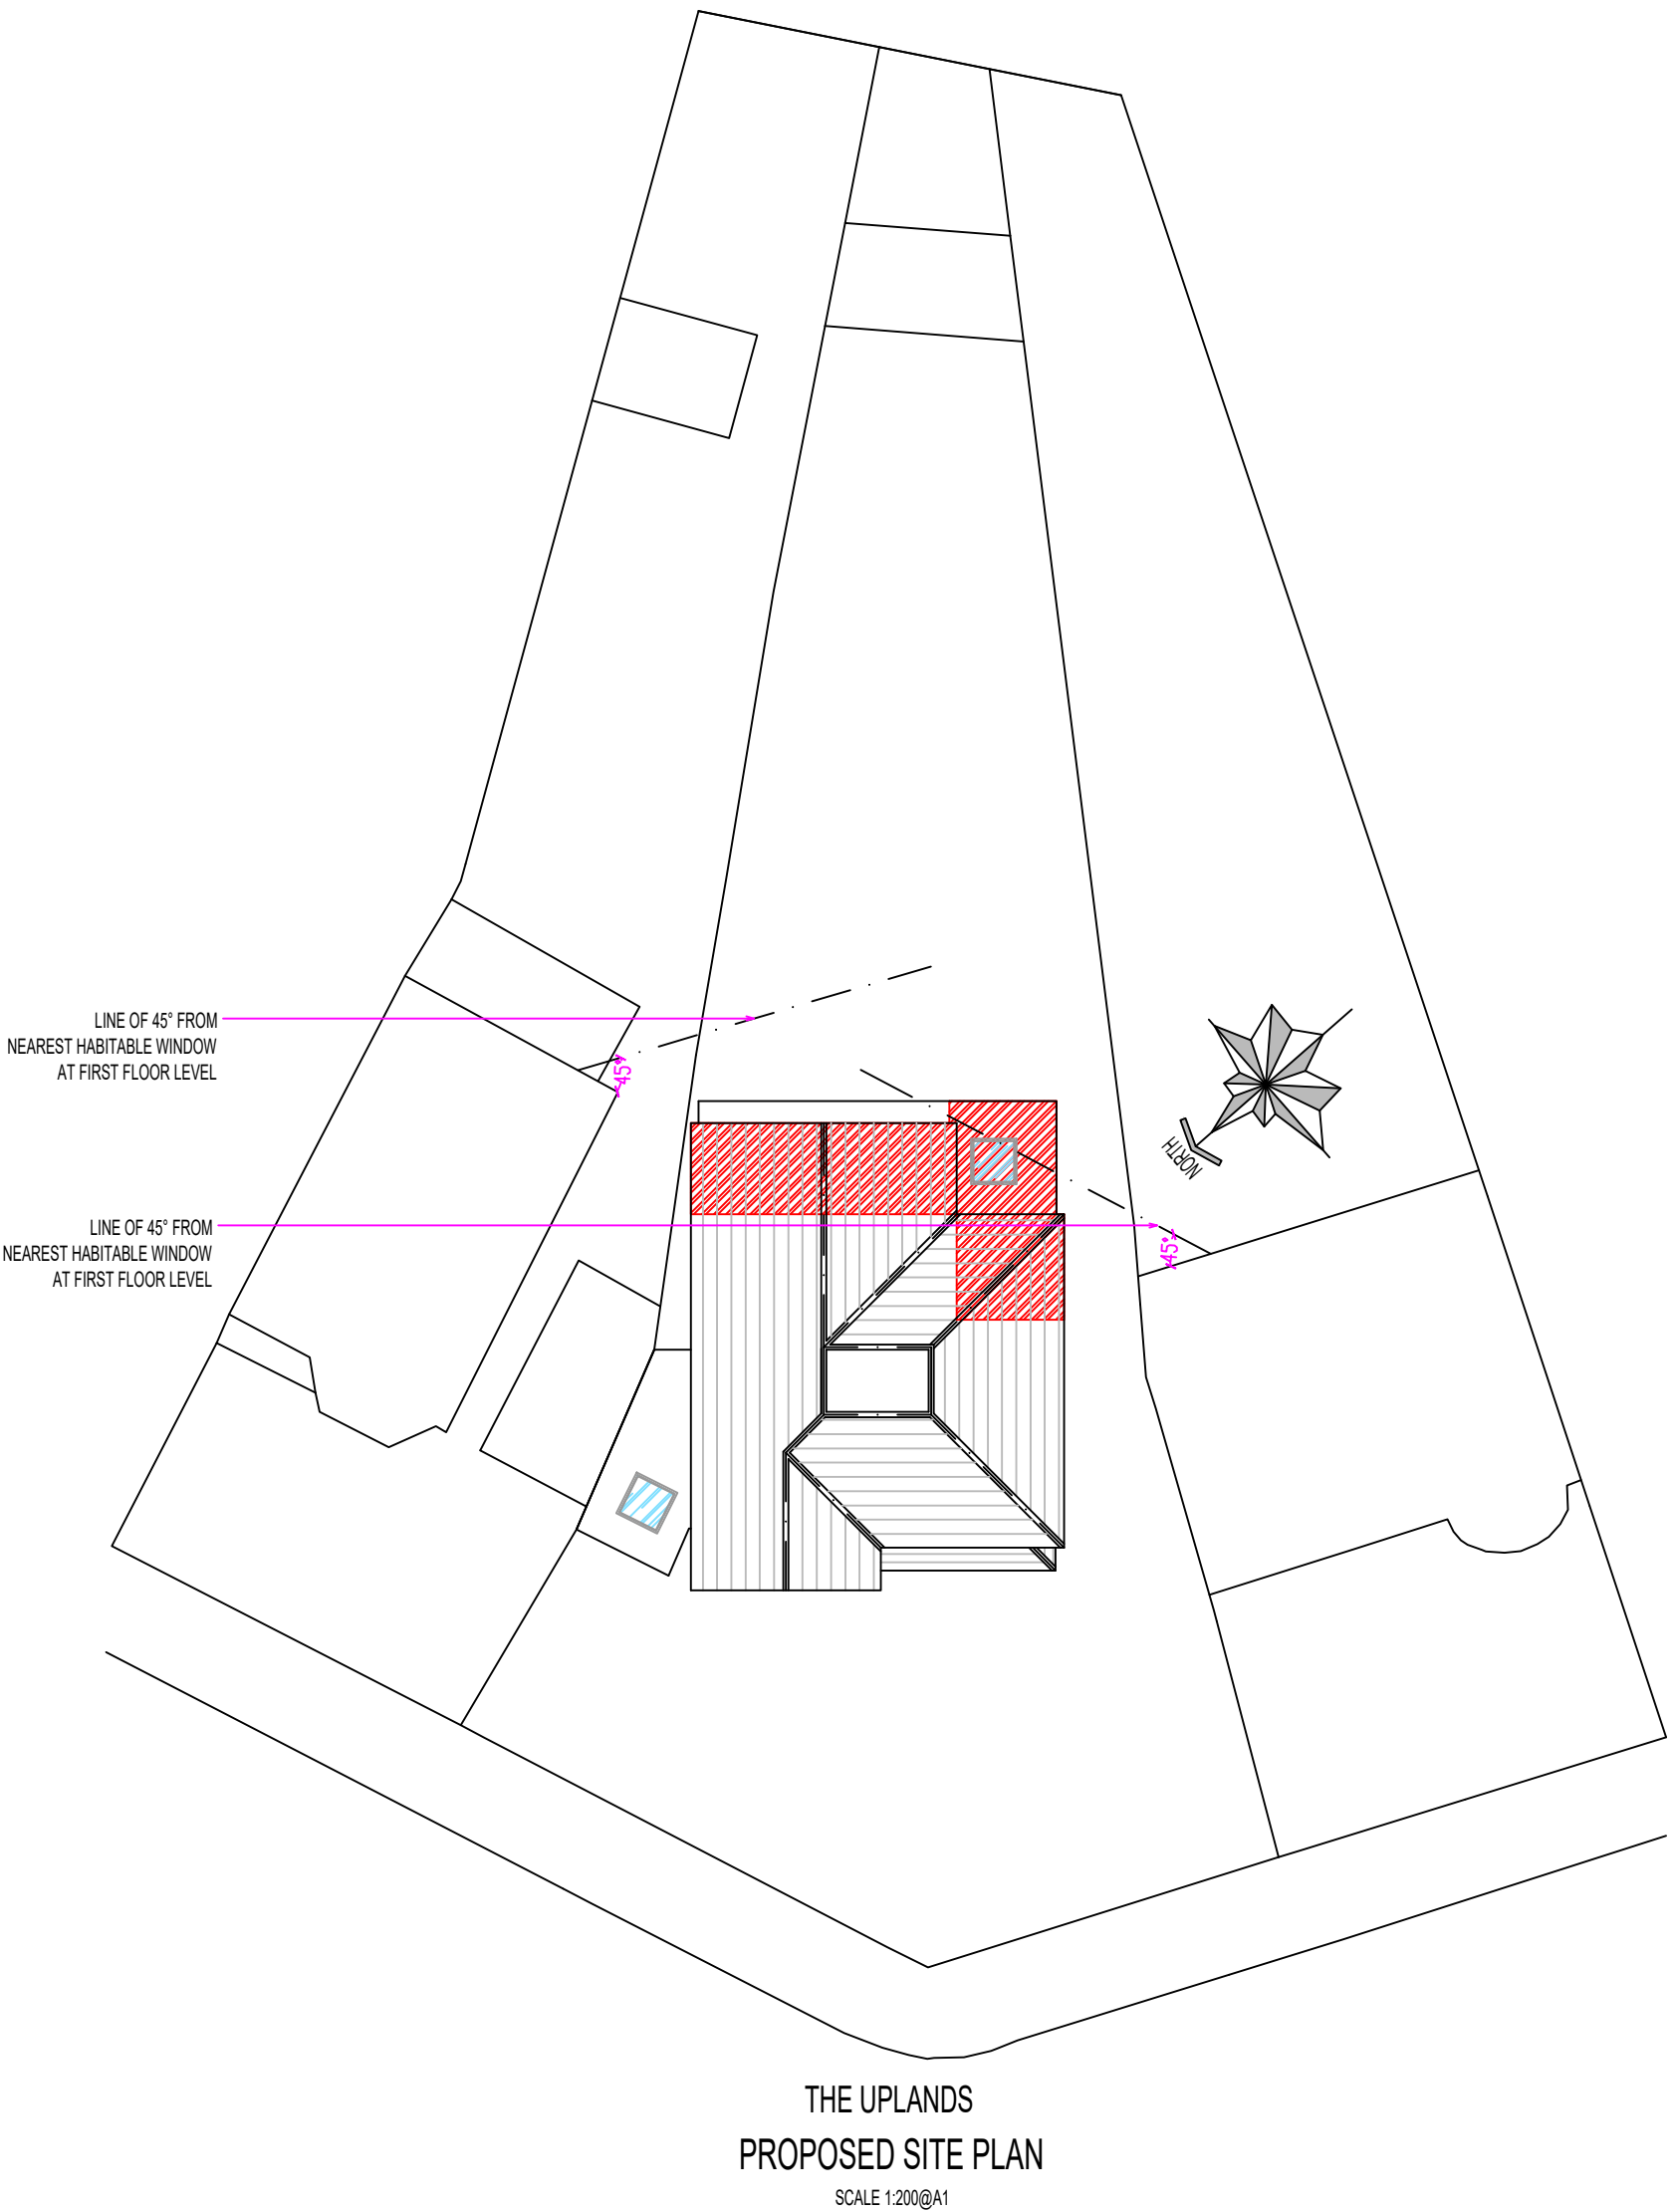 LINE OF 45° FROM
NEAREST HABITABLE WINDOW
AT FIRST FLOOR LEVEL
45°
NORTH
LINE OF 45° FROM
NEAREST HABITABLE WINDOW
AT FIRST FLOOR LEVEL
45°
THE UPLANDS
PROPOSED SITE PLAN
SCALE 1:200@A1